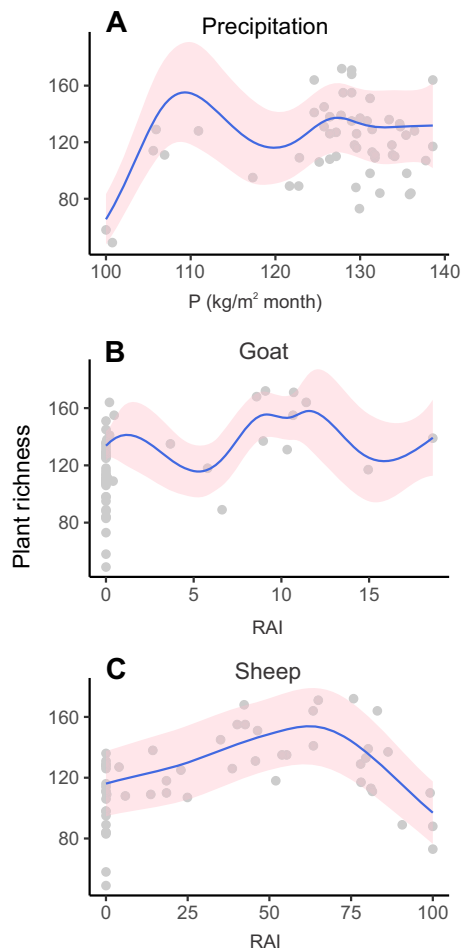 A Precipitation
160
120
80
100 110 120 130 140
P (kg/m² month)
B Goat
160
120
80
0 5 10 15
RAI
Plant richness
C Sheep
160
120
80
0 25 50 75 100
RAI